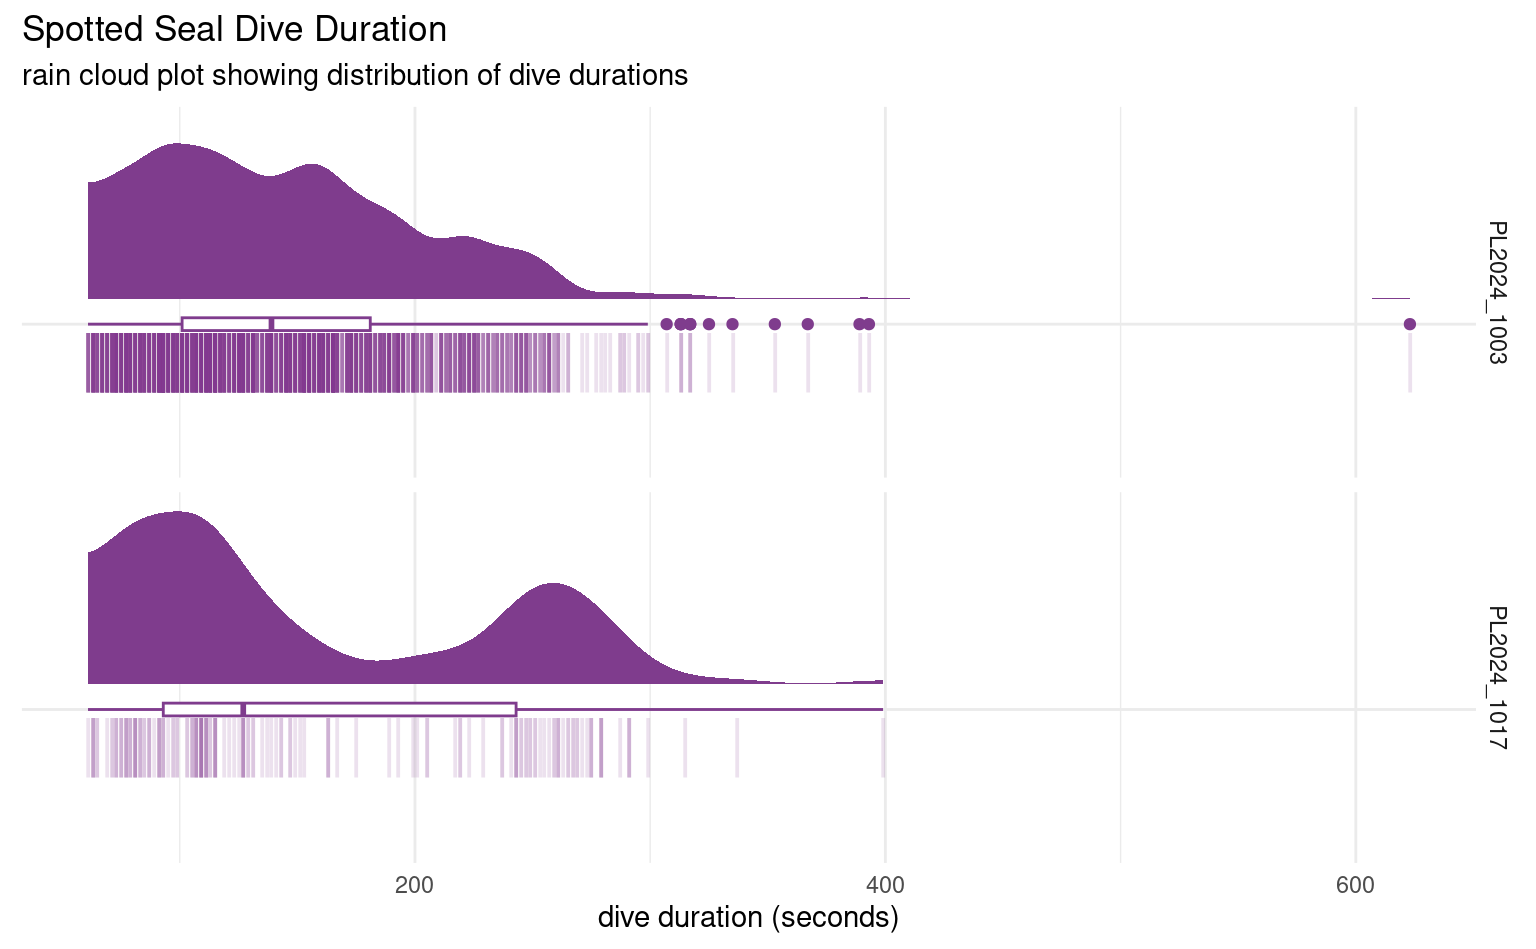 Spotted Seal Dive Duration
rain cloud plot showing distribution of dive durations
PL2024_1003
PL2024_1017
200
400
600
dive duration (seconds)